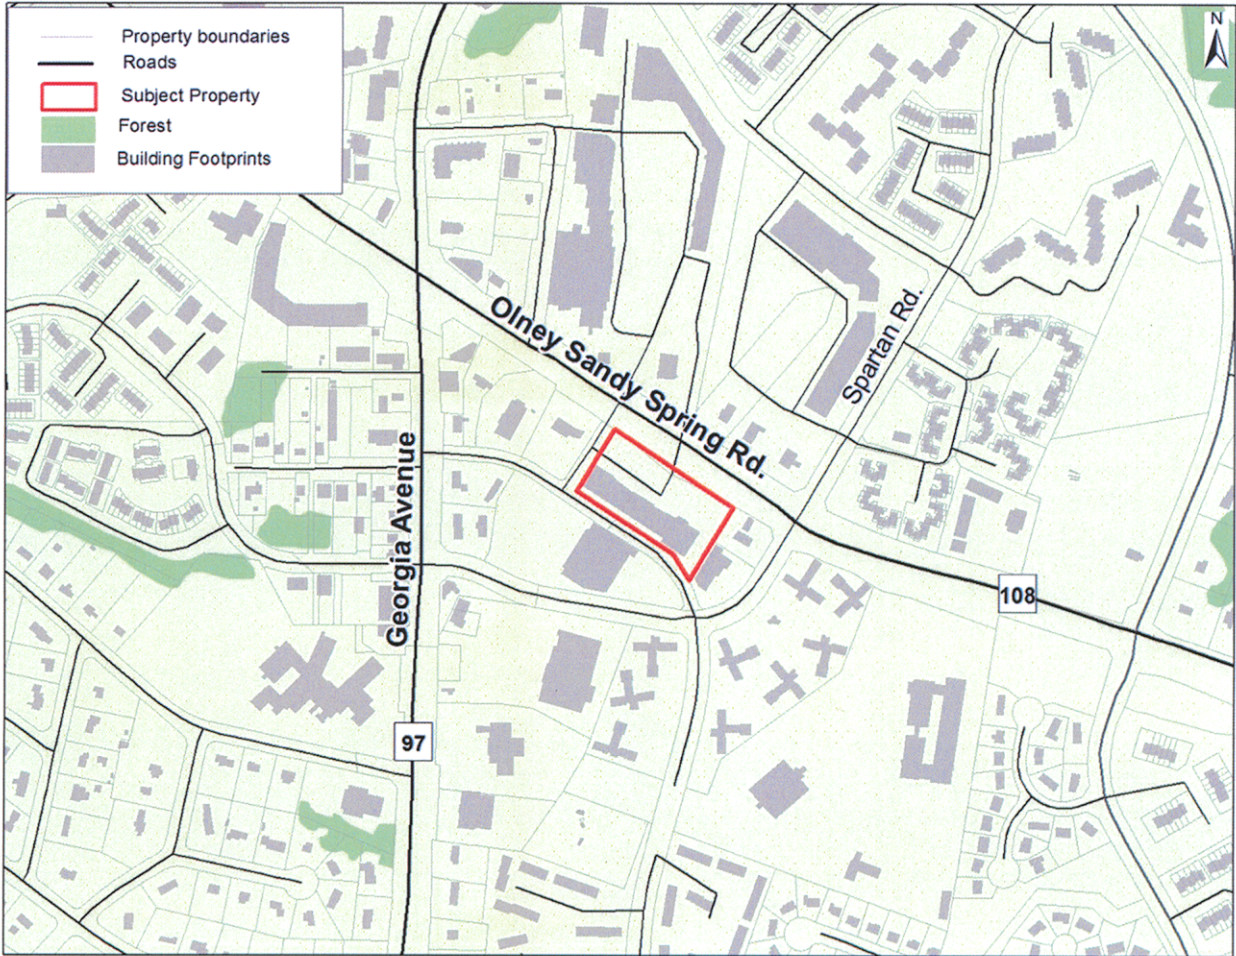 Property boundaries
Roads
Subject Property
Forest
Building Footprints
N
Olney Sandy Spring Rd.
Spartan Rd.
Georgia Avenue
108
97